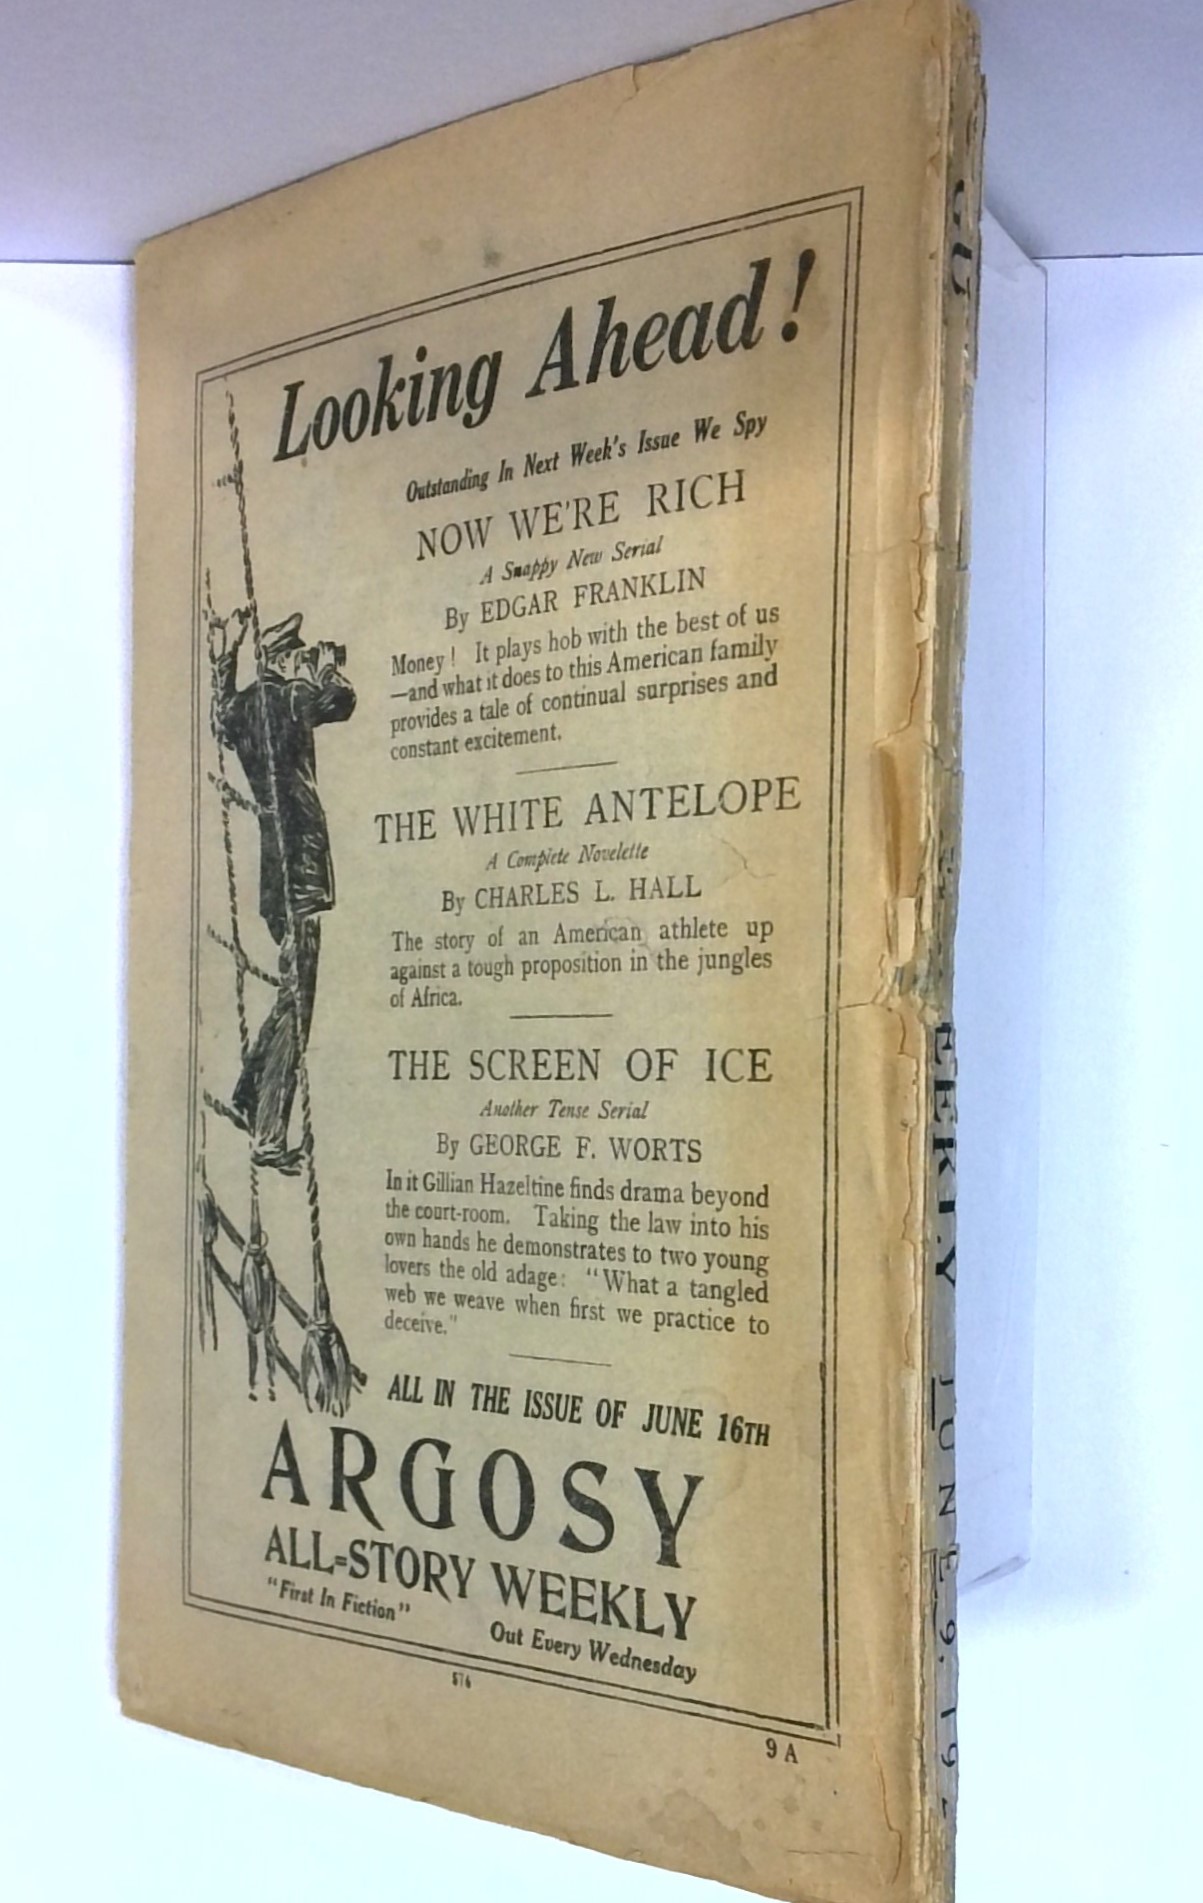 Looking Ahead!
Outstanding In Next Week's Issue We Spy
NOW WE'RE RICH
A Snappy New Serial
By EDGAR FRANKLIN
Money! It plays hob with the best of us
—and what it does to this American family
provides a tale of continual surprises and
constant excitement.
THE WHITE ANTELOPE
A Complete Novelette
By CHARLES L. HALL
The story of an American athlete up
against a tough proposition in the jungles
of Africa.
THE SCREEN OF ICE
Another Tense Serial
By GEORGE F. WORTS
In it Gillian Hazeltine finds drama beyond
the court-room. Taking the law into his
own hands he demonstrates to two young
lovers the old adage: "What a tangled
web we weave when first we practice to
deceive."
ALL IN THE ISSUE OF JUNE 16TH
ARGOSY
ALL=STORY WEEKLY
"First In Fiction"
Out Every Wednesday
576
9 A
JUNE 9, 192